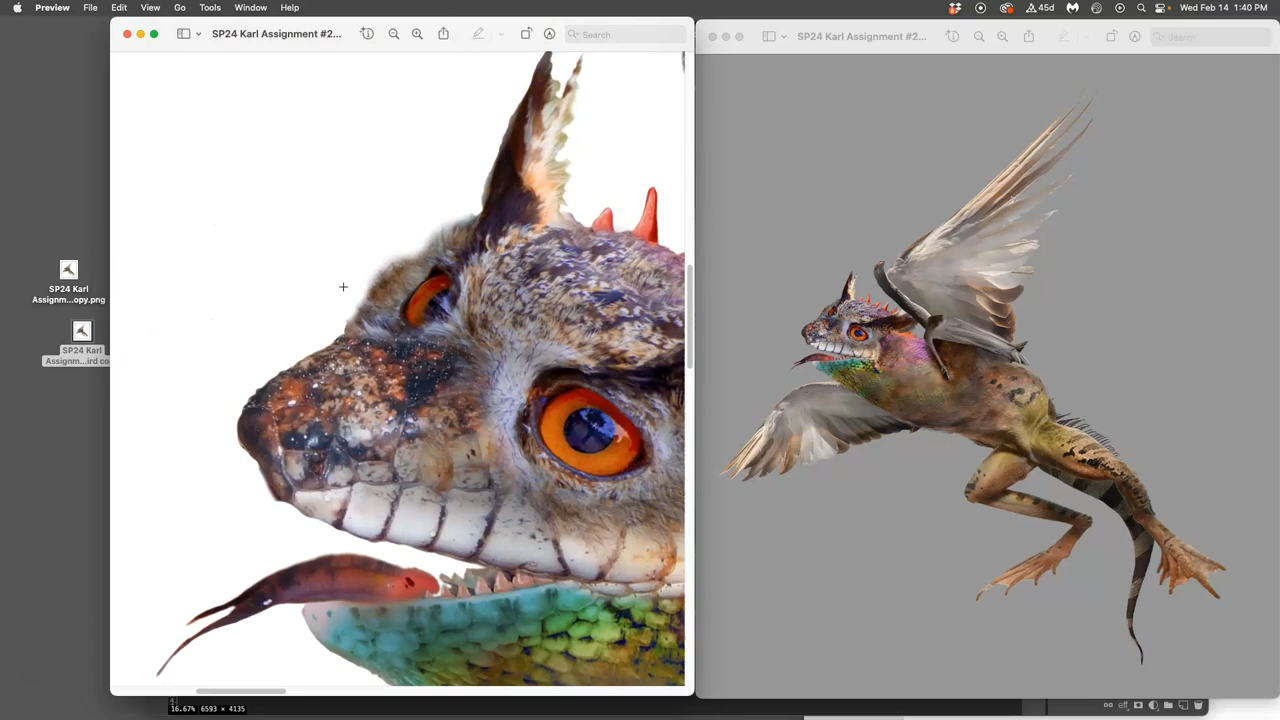 Preview File Edit View Go Tools Window Help 45d Wed Feb 14 1:40 PM
SP24 Karl Assignment #2... Search
SP24 Karl Assignment #2... Search
SP24 Karl
Assignm...opy.png
SP24 Karl
Assignm...ird co
16.67% 6593 × 4135